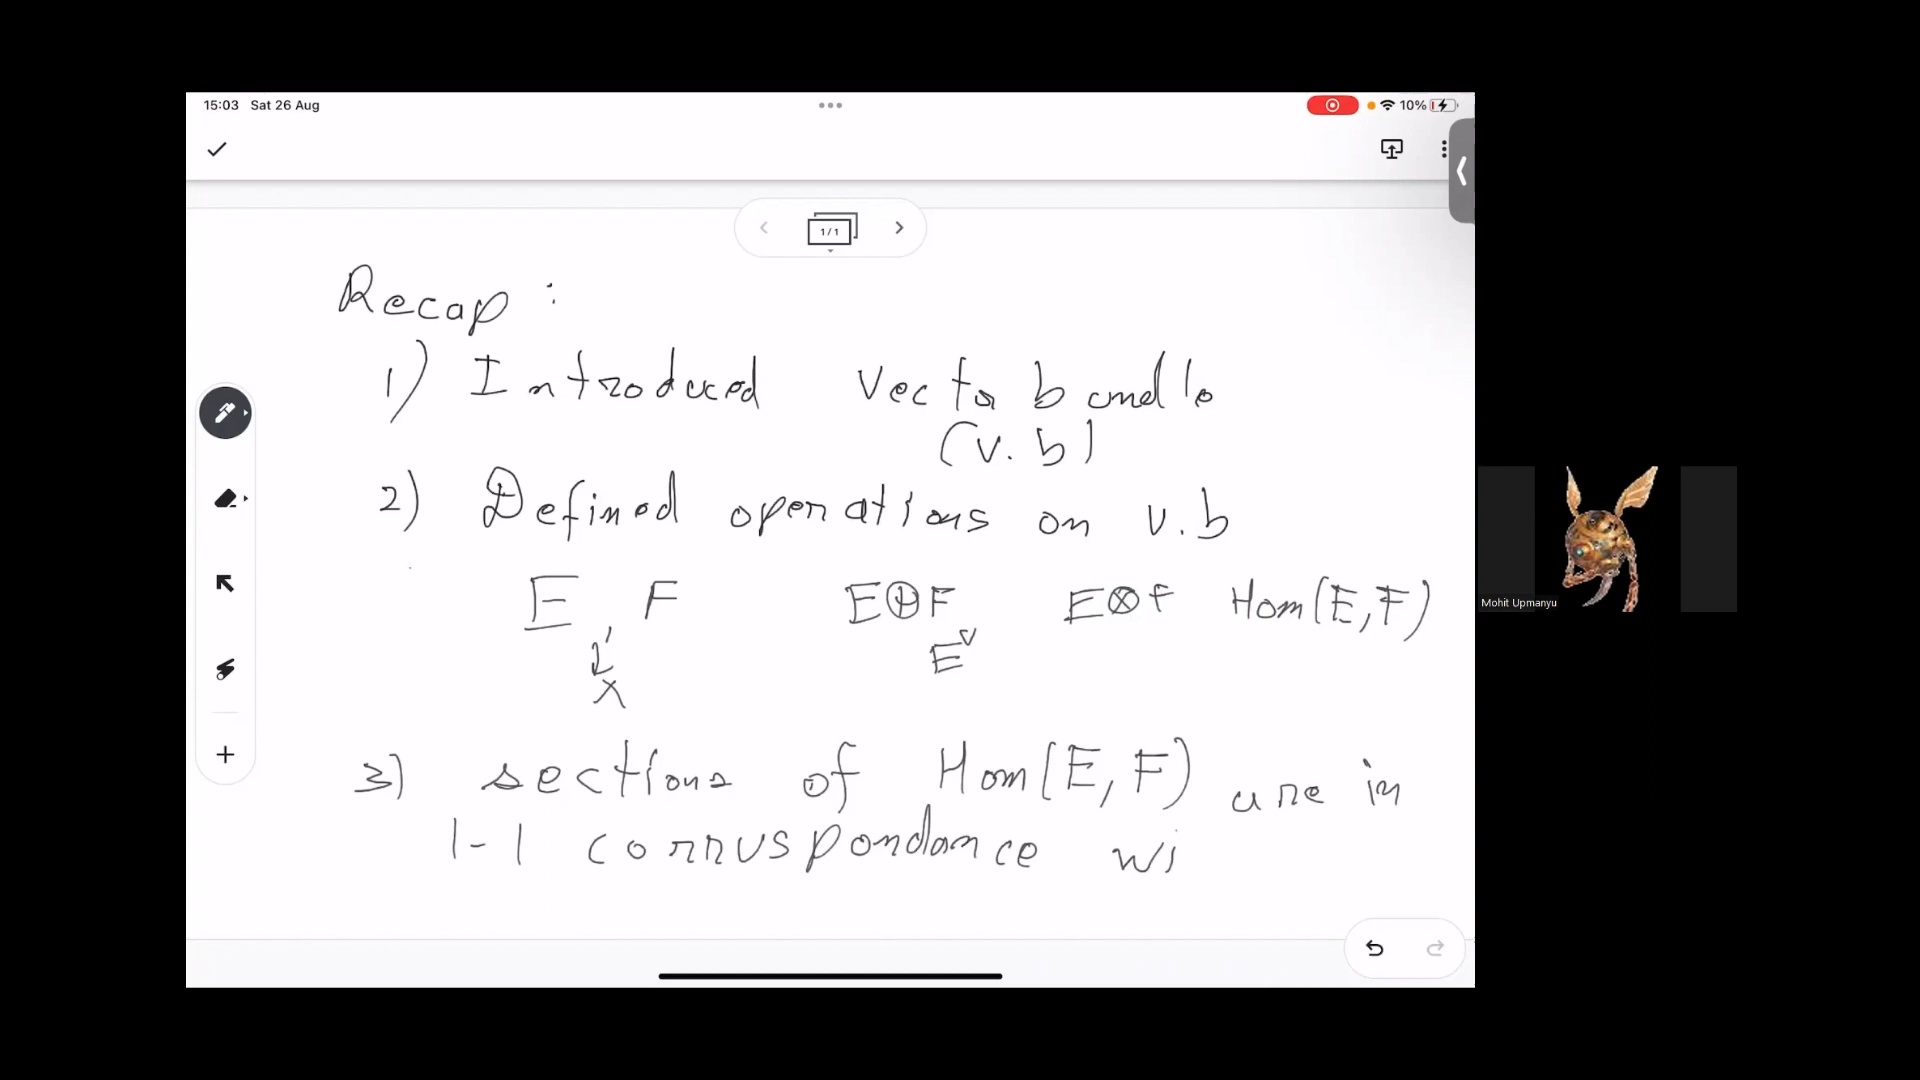 15:03 Sat 26 Aug
10%
1/1
Recap :
1) Introduced Vector bundle
(v.b)
2) Defined operations on v.b
E , F E⊕F E⊗F Hom(E,F)
↓ E^∨
X
Mohit Upmanyu
3) sections of Hom(E,F) are in
1-1 corruspondance wi